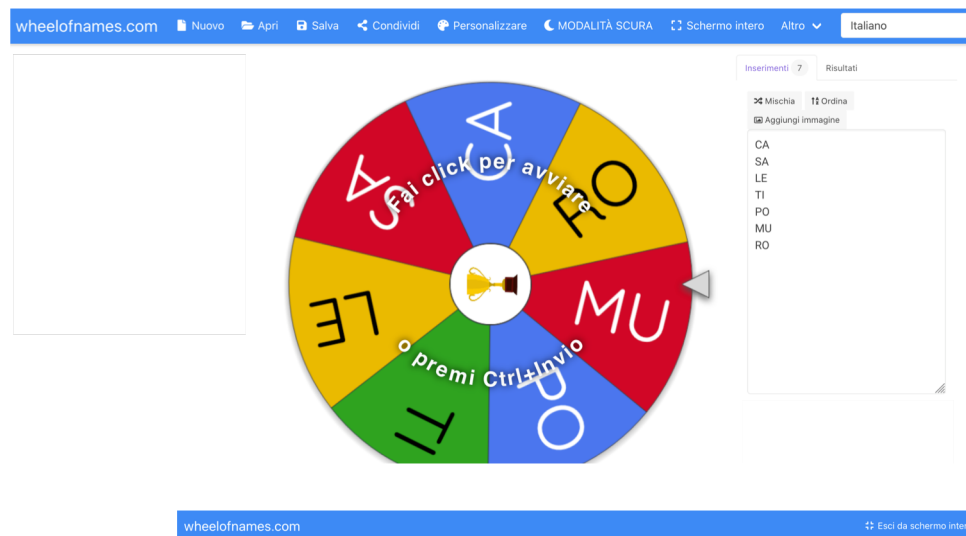 wheelofnames.com Nuovo Apri Salva Condividi Personalizzare MODALITÀ SCURA Schermo intero Altro Italiano
Inserimenti 7 Risultati
Mischia Ordina
Aggiungi immagine
CA
SA
LE
TI
PO
MU
RO
CA
RO
SA
Fai click per avviare
MU
LE
o premi Ctrl+Invio
PO
TI
wheelofnames.com Esci da schermo inter